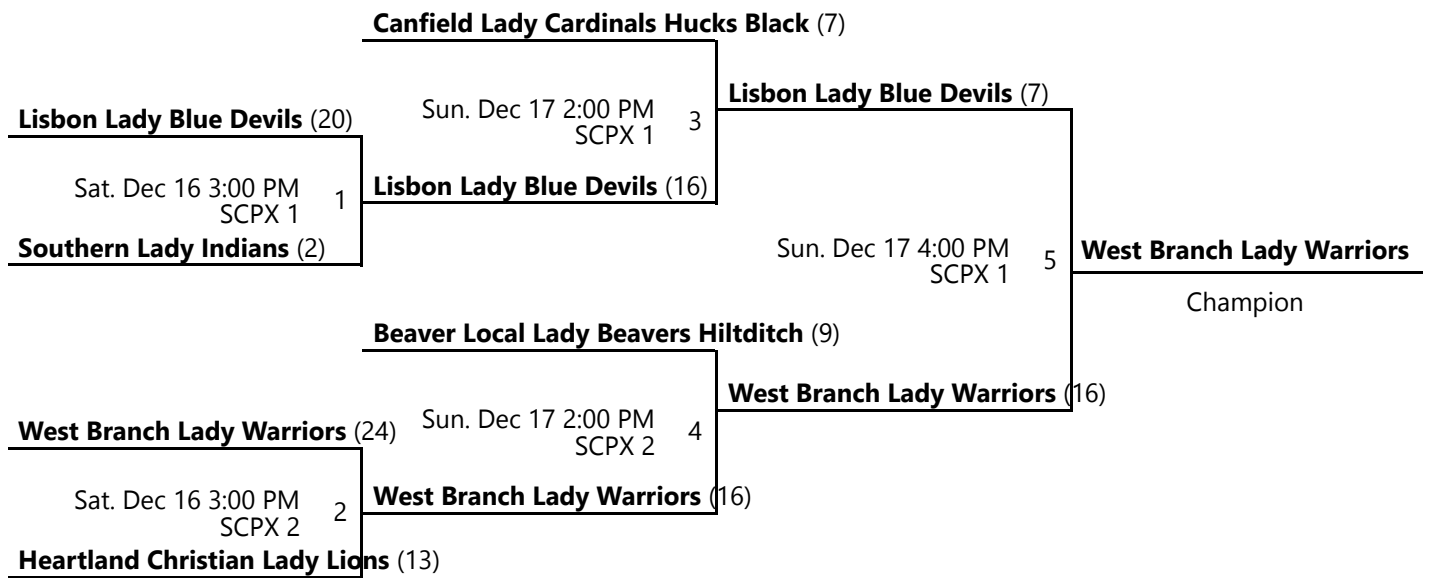 Canfield Lady Cardinals Hucks Black (7)
Lisbon Lady Blue Devils (20)
Sun. Dec 17 2:00 PM
SCPX 1
3
Lisbon Lady Blue Devils (7)
Sat. Dec 16 3:00 PM
SCPX 1
1
Lisbon Lady Blue Devils (16)
Southern Lady Indians (2)
Sun. Dec 17 4:00 PM
SCPX 1
5
West Branch Lady Warriors
Champion
Beaver Local Lady Beavers Hiltditch (9)
West Branch Lady Warriors (16)
West Branch Lady Warriors (24)
Sun. Dec 17 2:00 PM
SCPX 2
4
Sat. Dec 16 3:00 PM
SCPX 2
2
West Branch Lady Warriors (16)
Heartland Christian Lady Lions (13)